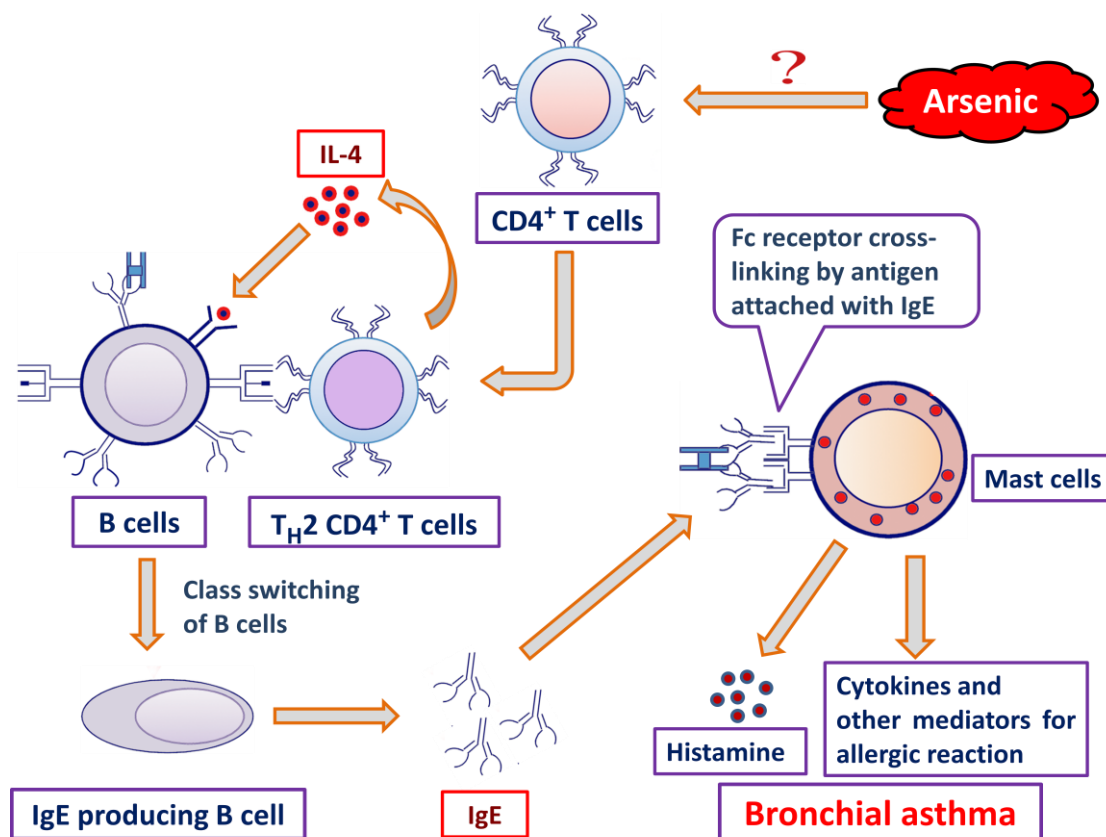 ?
Arsenic
IL-4
CD4⁺ T cells
Fc receptor cross-
linking by antigen
attached with IgE
B cells
T_H2 CD4⁺ T cells
Mast cells
Class switching
of B cells
Histamine
Cytokines and
other mediators for
allergic reaction
IgE producing B cell
IgE
Bronchial asthma